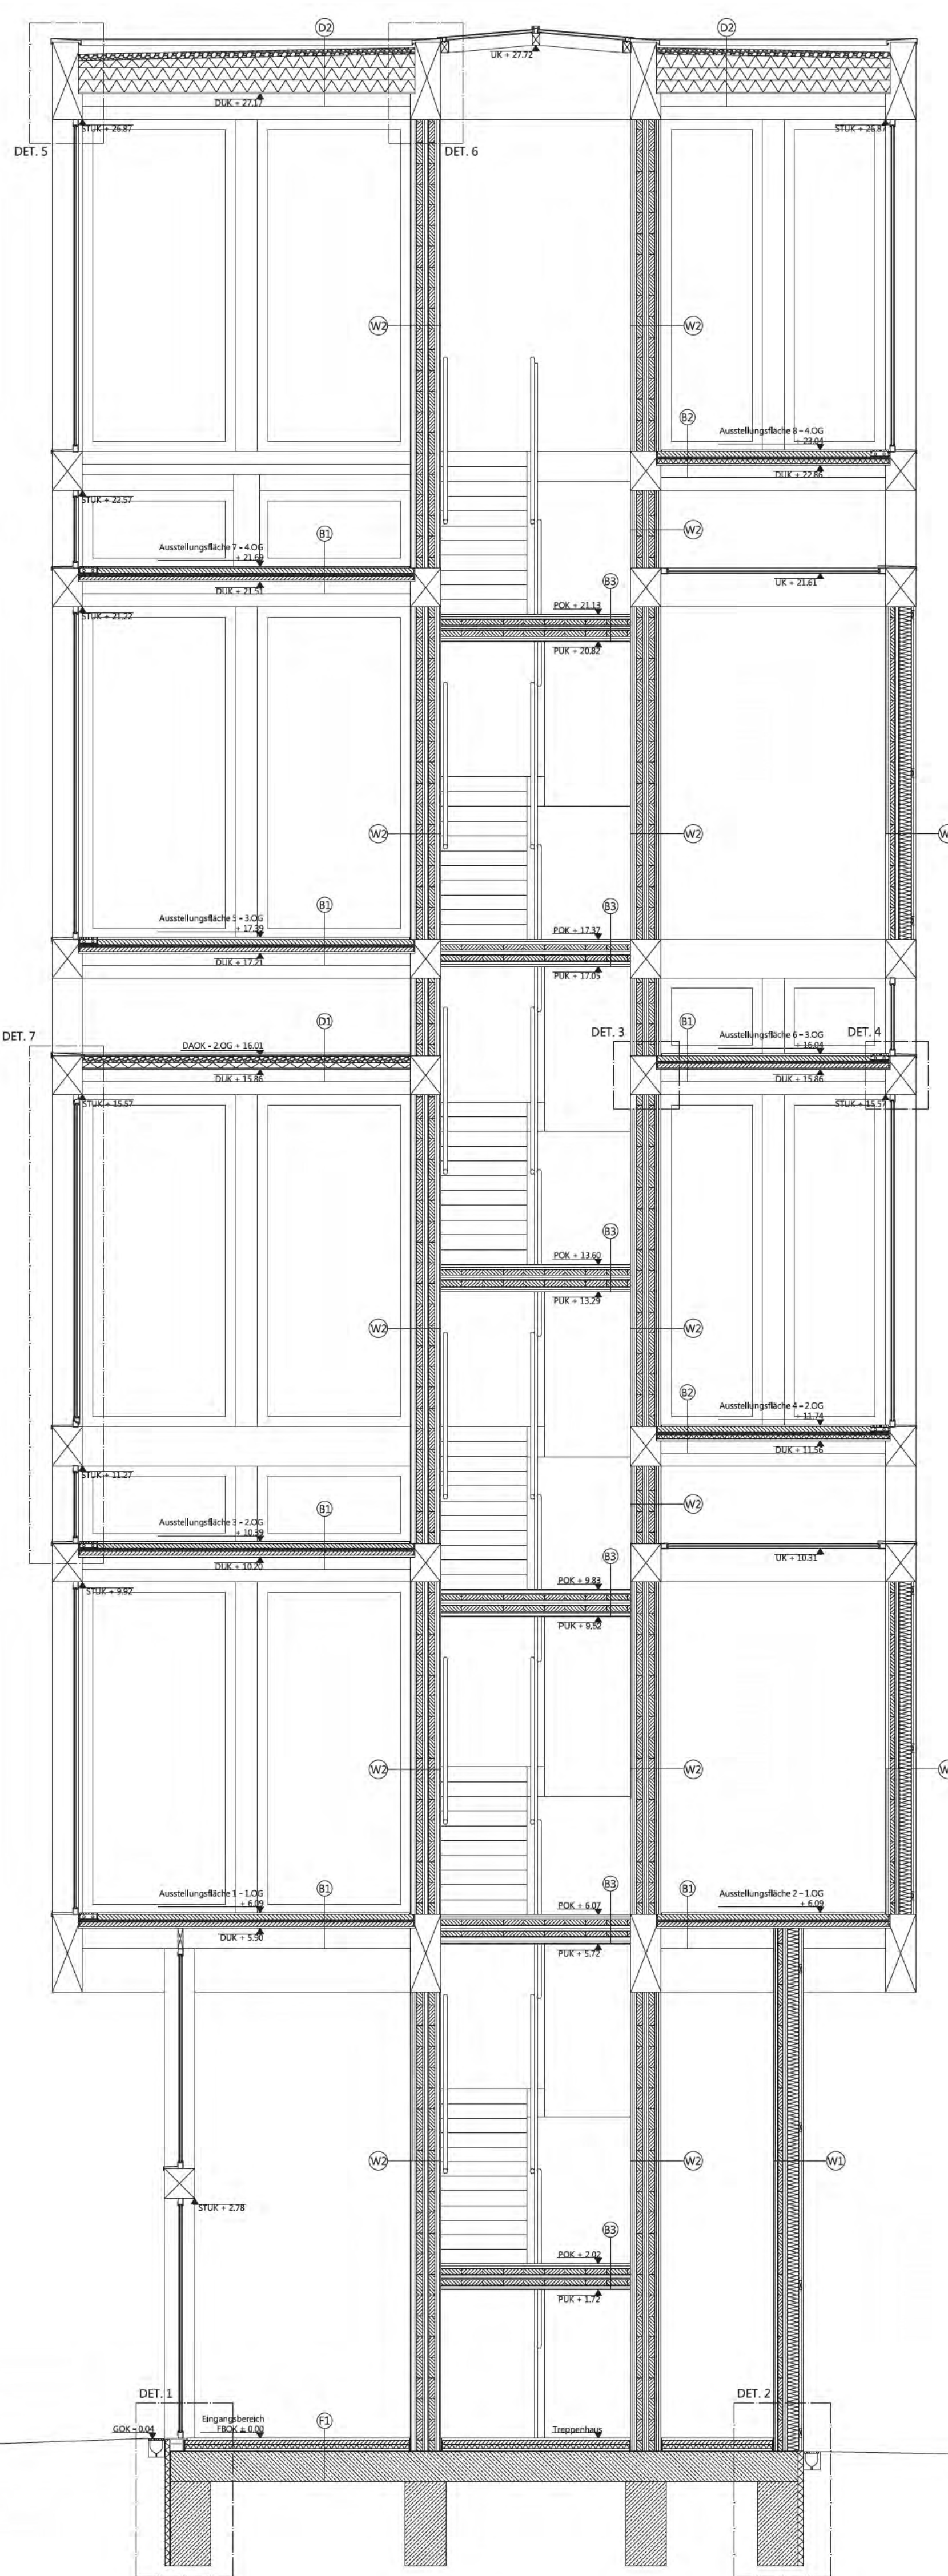 D2
D2
UK + 27.72
DUK + 27.17
STUK + 26.87
STUK + 26.87
DET. 5
DET. 6
W2
W2
B2
Ausstellungsfläche 8 - 4.OG
+ 23.04
DUK + 22.86
STUK + 22.57
B1
W2
Ausstellungsfläche 7 - 4.OG
+ 21.69
DUK + 21.51
B3
UK + 21.61
POK + 21.13
STUK + 21.22
PUK + 20.82
W2
W2
W
B1
B3
Ausstellungsfläche 5 - 3.OG
+ 17.39
POK + 17.37
DUK + 17.21
PUK + 17.05
D1
B1
DET. 7
DET. 3
DET. 4
Ausstellungsfläche 6 - 3.OG
+ 16.04
DAOK - 2.OG + 16.01
DUK + 15.86
DUK + 15.86
STUK + 15.57
STUK + 15.57
B3
POK + 13.60
PUK + 13.29
W2
W2
B2
Ausstellungsfläche 4 - 2.OG
+ 11.74
DUK + 11.56
STUK + 11.27
B1
W2
Ausstellungsfläche 3 - 2.OG
+ 10.39
DUK + 10.20
B3
UK + 10.31
POK + 9.83
STUK + 9.92
PUK + 9.52
W2
W2
W
B1
B3
B1
Ausstellungsfläche 1 - 1.OG
+ 6.09
POK + 6.07
Ausstellungsfläche 2 - 1.OG
+ 6.09
DUK + 5.90
PUK + 5.72
W2
W2
W1
STUK + 2.78
B3
POK + 2.02
PUK + 1.72
DET. 1
DET. 2
Eingangsbereich
FBOK ± 0.00
F1
GOK - 0.04
Treppenhaus